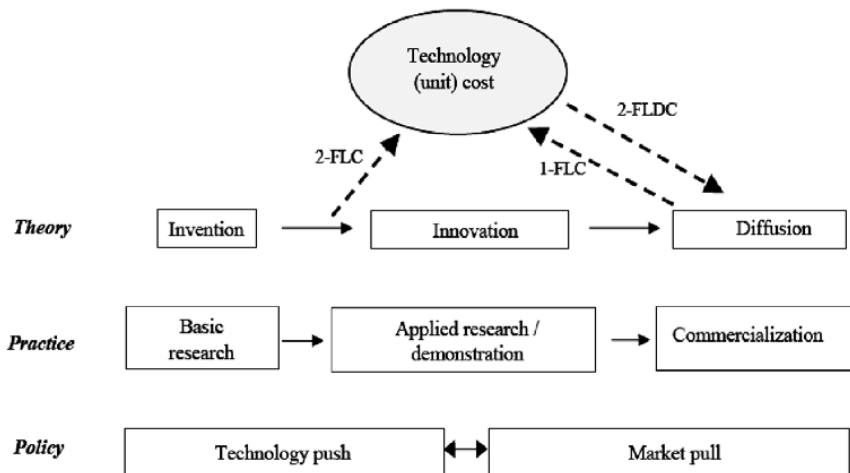 Technology
(unit) cost
2-FLDC
2-FLC
1-FLC
Theory
Invention
Innovation
Diffusion
Practice
Basic
research
Applied research /
demonstration
Commercialization
Policy
Technology push
Market pull